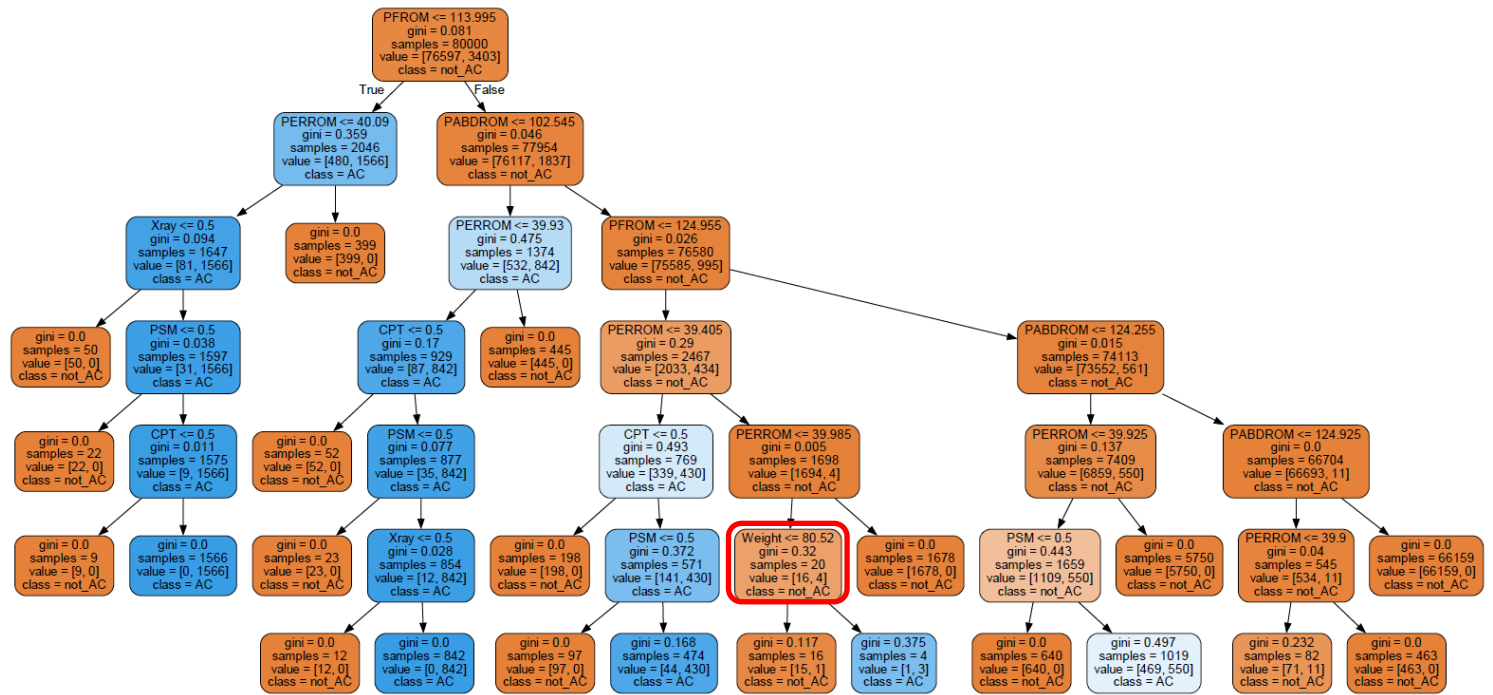 PFROM <= 113.995
gini = 0.081
samples = 80000
value = [76597, 3403]
class = not_AC
True
False
PERROM <= 40.09
gini = 0.359
samples = 2046
value = [480, 1566]
class = AC
PABDROM <= 102.545
gini = 0.046
samples = 77954
value = [76117, 1837]
class = not_AC
Xray <= 0.5
gini = 0.094
samples = 1647
value = [81, 1566]
class = AC
gini = 0.0
samples = 399
value = [399, 0]
class = not_AC
PERROM <= 39.93
gini = 0.475
samples = 1374
value = [532, 842]
class = AC
PFROM <= 124.955
gini = 0.026
samples = 76580
value = [75585, 995]
class = not_AC
gini = 0.0
samples = 50
value = [50, 0]
class = not_AC
PSM <= 0.5
gini = 0.038
samples = 1597
value = [31, 1566]
class = AC
CPT <= 0.5
gini = 0.17
samples = 929
value = [87, 842]
class = AC
gini = 0.0
samples = 445
value = [445, 0]
class = not_AC
PERROM <= 39.405
gini = 0.29
samples = 2467
value = [2033, 434]
class = not_AC
PABDROM <= 124.255
gini = 0.015
samples = 74113
value = [73552, 561]
class = not_AC
gini = 0.0
samples = 22
value = [22, 0]
class = not_AC
CPT <= 0.5
gini = 0.011
samples = 1575
value = [9, 1566]
class = AC
gini = 0.0
samples = 52
value = [52, 0]
class = not_AC
PSM <= 0.5
gini = 0.077
samples = 877
value = [35, 842]
class = AC
CPT <= 0.5
gini = 0.493
samples = 769
value = [339, 430]
class = AC
PERROM <= 39.985
gini = 0.005
samples = 1698
value = [1694, 4]
class = not_AC
PERROM <= 39.925
gini = 0.137
samples = 7409
value = [6859, 550]
class = not_AC
PABDROM <= 124.925
gini = 0.0
samples = 66704
value = [66693, 11]
class = not_AC
gini = 0.0
samples = 9
value = [9, 0]
class = not_AC
gini = 0.0
samples = 1566
value = [0, 1566]
class = AC
gini = 0.0
samples = 23
value = [23, 0]
class = not_AC
Xray <= 0.5
gini = 0.028
samples = 854
value = [12, 842]
class = AC
gini = 0.0
samples = 198
value = [198, 0]
class = not_AC
PSM <= 0.5
gini = 0.372
samples = 571
value = [141, 430]
class = AC
Weight <= 80.52
gini = 0.32
samples = 20
value = [16, 4]
class = not_AC
gini = 0.0
samples = 1678
value = [1678, 0]
class = not_AC
PSM <= 0.5
gini = 0.443
samples = 1659
value = [1109, 550]
class = not_AC
gini = 0.0
samples = 5750
value = [5750, 0]
class = not_AC
PERROM <= 39.9
gini = 0.04
samples = 545
value = [534, 11]
class = not_AC
gini = 0.0
samples = 66159
value = [66159, 0]
class = not_AC
gini = 0.0
samples = 12
value = [12, 0]
class = not_AC
gini = 0.0
samples = 842
value = [0, 842]
class = AC
gini = 0.0
samples = 97
value = [97, 0]
class = not_AC
gini = 0.168
samples = 474
value = [44, 430]
class = AC
gini = 0.117
samples = 16
value = [15, 1]
class = not_AC
gini = 0.375
samples = 4
value = [1, 3]
class = AC
gini = 0.0
samples = 640
value = [640, 0]
class = not_AC
gini = 0.497
samples = 1019
value = [469, 550]
class = AC
gini = 0.232
samples = 82
value = [71, 11]
class = not_AC
gini = 0.0
samples = 463
value = [463, 0]
class = not_AC